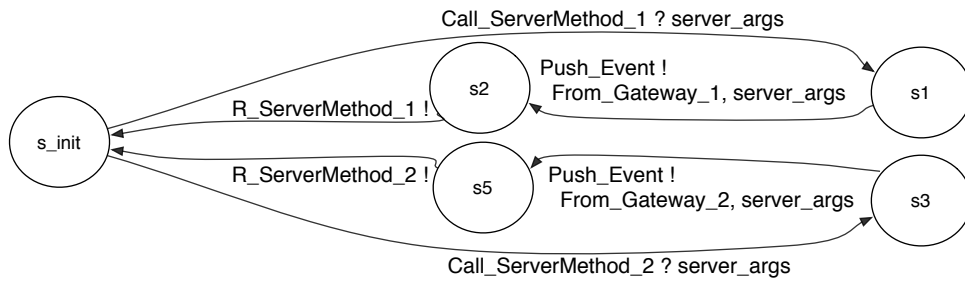 Call_ServerMethod_1 ? server_args
s2
Push_Event !
From_Gateway_1, server_args
s1
R_ServerMethod_1 !
s_init
R_ServerMethod_2 !
s5
Push_Event !
From_Gateway_2, server_args
s3
Call_ServerMethod_2 ? server_args